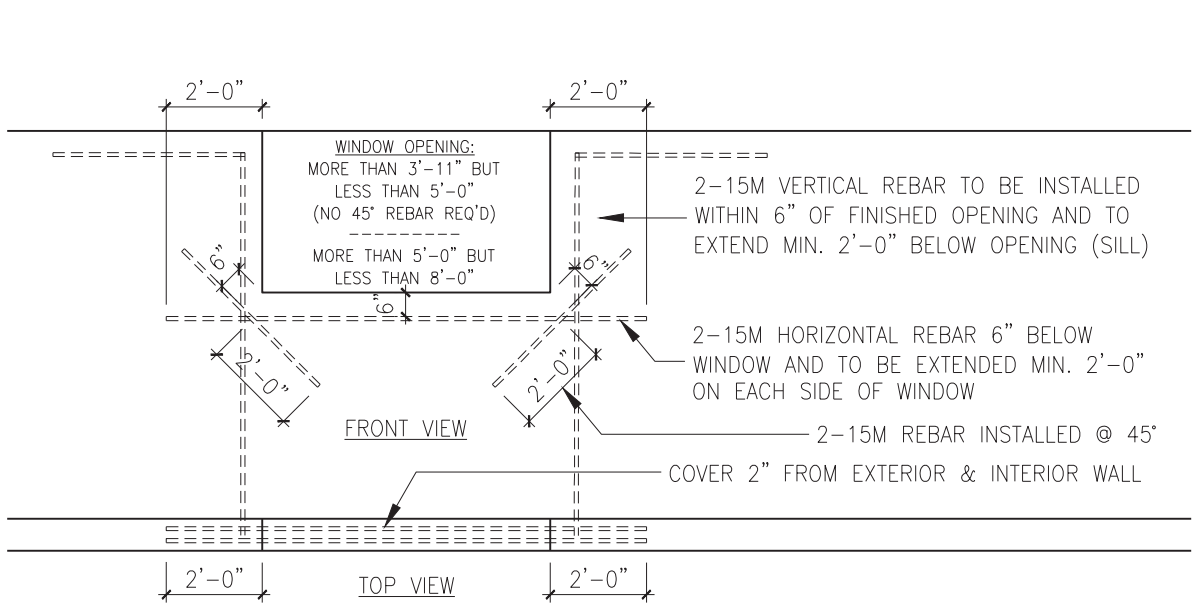 2'-0" 2'-0"
WINDOW OPENING:
MORE THAN 3'-11" BUT
LESS THAN 5'-0"
(NO 45° REBAR REQ'D)
----------
MORE THAN 5'-0" BUT
LESS THAN 8'-0"
2-15M VERTICAL REBAR TO BE INSTALLED
WITHIN 6" OF FINISHED OPENING AND TO
EXTEND MIN. 2'-0" BELOW OPENING (SILL)
6" 6"
6"
2-15M HORIZONTAL REBAR 6" BELOW
WINDOW AND TO BE EXTENDED MIN. 2'-0"
ON EACH SIDE OF WINDOW
2'-0" 2'-0"
FRONT VIEW
2-15M REBAR INSTALLED @ 45°
COVER 2" FROM EXTERIOR & INTERIOR WALL
2'-0" 2'-0"
TOP VIEW